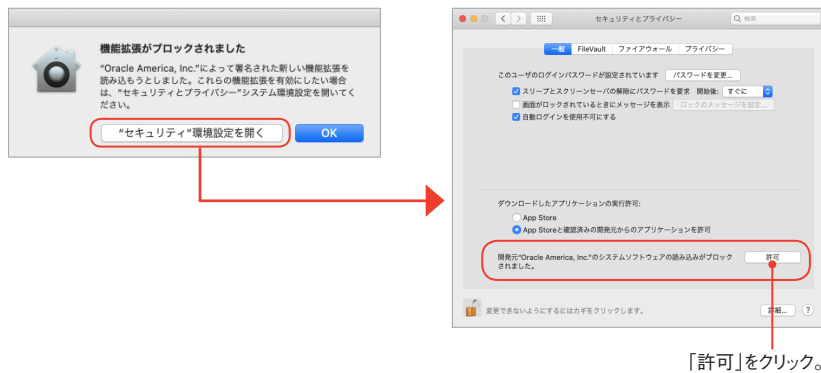 機能拡張がブロックされました
“Oracle America, Inc.”によって署名された新しい機能拡張を
読み込もうとしました。これらの機能拡張を有効にしたい場合
は、“セキュリティとプライバシー”システム環境設定を開いてく
ださい。
“セキュリティ”環境設定を開く
OK
セキュリティとプライバシー
検索
一般 FileVault ファイアウォール プライバシー
このユーザのログインパスワードが設定されています パスワードを変更...
スリープとスクリーンセーバの解除にパスワードを要求 開始後: すぐに
画面がロックされているときにメッセージを表示 ロックのメッセージを設定...
自動ログインを使用不可にする
ダウンロードしたアプリケーションの実行許可:
App Store
App Storeと確認済みの開発元からのアプリケーションを許可
開発元“Oracle America, Inc.”のシステムソフトウェアの読み込みがブロック
されました。
許可
変更できないようにするにはカギをクリックします。
詳細... ?
「許可」をクリック。